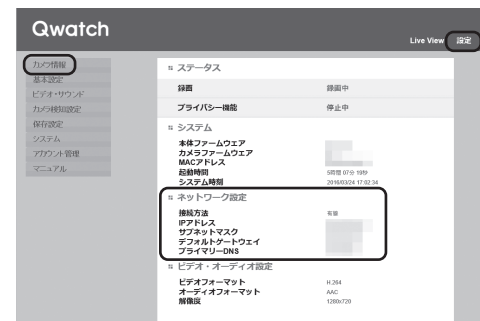 Qwatch
Live View 設定
カメラ情報
基本設定
ビデオ・サウンド
カメラ検知設定
保存設定
システム
アカウント管理
マニュアル
ステータス
録画 録画中
プライバシー機能 停止中
システム
本体ファームウェア
カメラファームウェア
MACアドレス
起動時間 5時間 07分 19秒
システム時刻 2016/03/24 17:02:34
ネットワーク設定
接続方法 有線
IPアドレス
サブネットマスク
デフォルトゲートウェイ
プライマリーDNS
ビデオ・オーディオ設定
ビデオフォーマット H.264
オーディオフォーマット AAC
解像度 1280x720